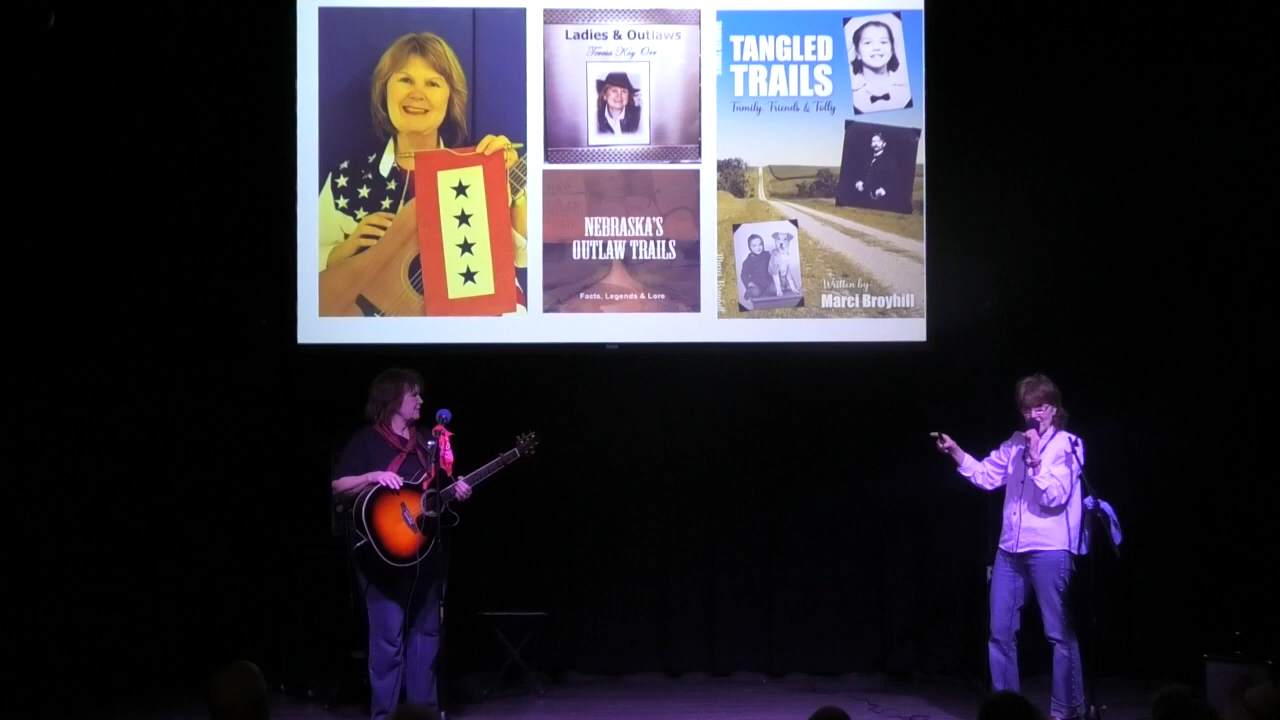 Ladies & Outlaws
Teresa Kay Orr
NEBRASKA'S
OUTLAW TRAILS
Facts, Legends & Lore
TANGLED
TRAILS
Family, Friends & Folly
Written by
Marci Broyhill